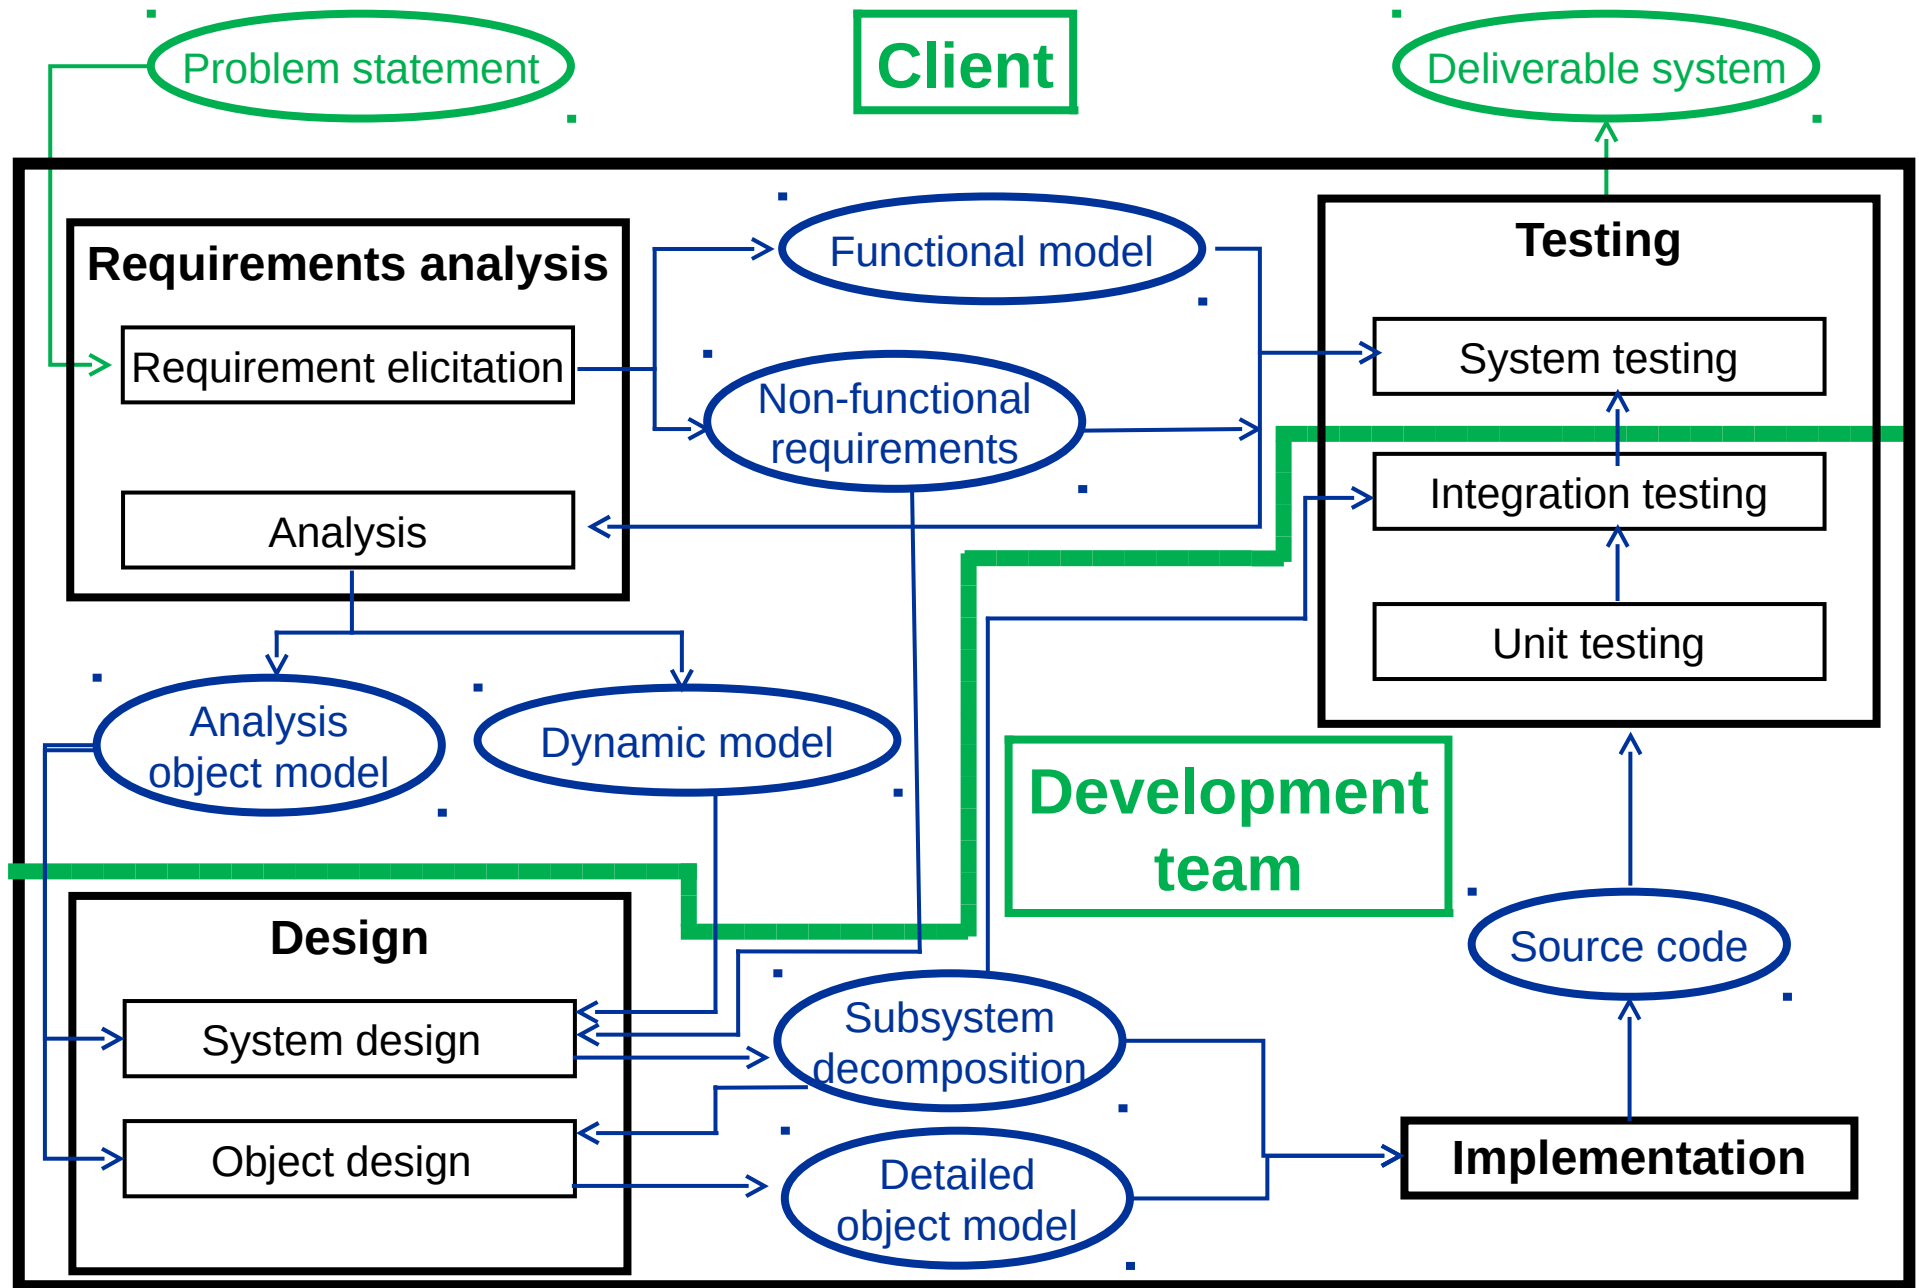 Problem statement
Client
Deliverable system
Requirements analysis
Requirement elicitation
Analysis
Functional model
Non-functional
requirements
Testing
System testing
Integration testing
Unit testing
Analysis
object model
Dynamic model
Development
team
Design
System design
Object design
Subsystem
decomposition
Detailed
object model
Source code
Implementation